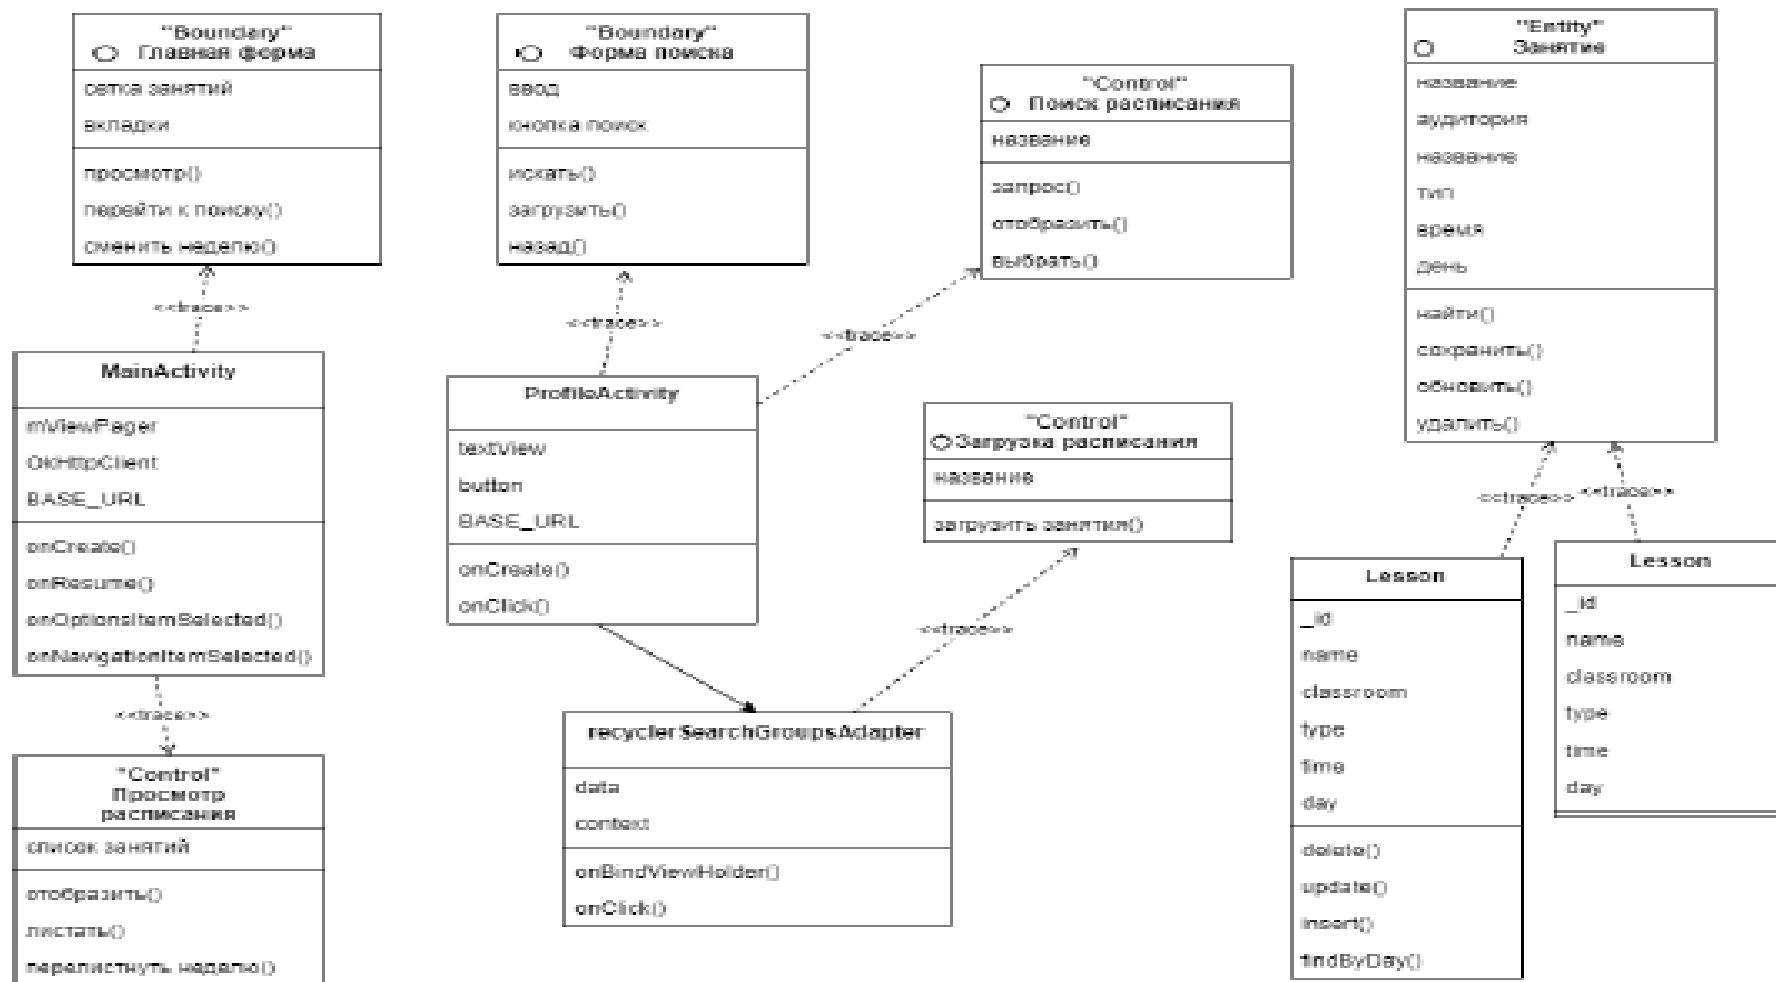 "Boundary"
Главная форма
сетка занятий
вкладки
просмотр()
перейти к поиску()
сменить неделю()
<<trace>>
MainActivity
mViewPager
OkHttpClient
BASE_URL
onCreate()
onResume()
onOptionsItemSelected()
onNavigationItemSelected()
<<trace>>
"Control"
Просмотр
расписания
список занятий
отобразить()
листать()
перелистнуть неделю()
"Boundary"
Форма поиска
ввод
кнопка поиск
искать()
загрузить()
назад()
<<trace>>
ProfileActivity
textView
button
BASE_URL
onCreate()
onClick()
<<trace>>
"Control"
Поиск расписания
название
запрос()
отобразить()
выбрать()
"Control"
Загрузка расписания
название
загрузить занятия()
<<trace>>
recyclerSearchGroupsAdapter
data
context
onBindViewHolder()
onClick()
"Entity"
Занятие
название
аудитория
название
тип
время
день
найти()
сохранить()
обновить()
удалить()
<<trace>>
<<trace>>
Lesson
_id
name
classroom
type
time
day
delete()
update()
insert()
findByDay()
Lesson
_id
name
classroom
type
time
day